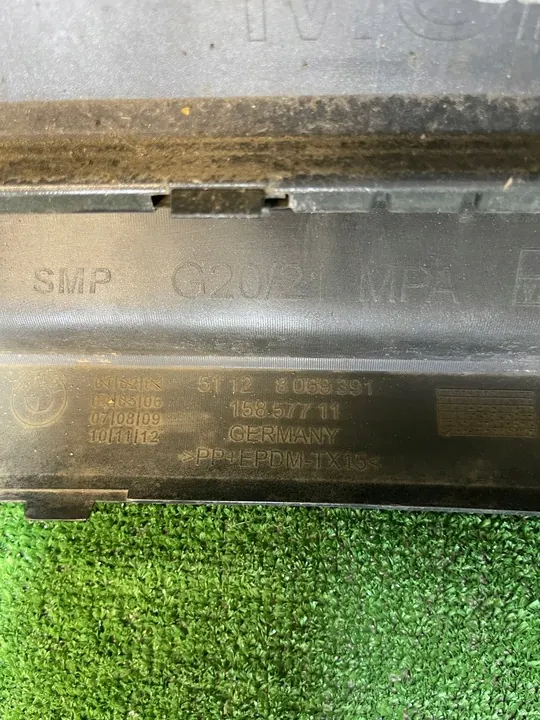 SMP G20/21 MPA
51 12 8 069 391
07|08|09 158.577 11
10|11|12 GERMANY
>PP+EPDM-TX15<